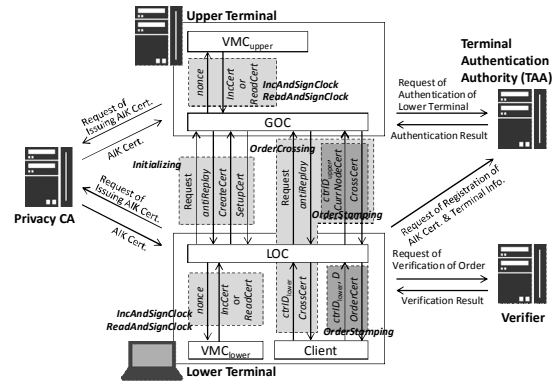 Upper Terminal
VMCupper
nonce
IncCert or ReadCert
IncAndSignClock
ReadAndSignClock
GOC
Terminal
Authentication
Authority (TAA)
Request of
Authentication of
Lower Terminal
Authentication Result
Request of
Issuing AIK Cert.
AIK Cert.
Privacy CA
Request of
Issuing AIK Cert.
AIK Cert.
Initializing
Request
antiReplay
CreateCert
SetupCert
OrderCrossing
Request
antiReplay
ctrIDupper,
CurrNodeCert
CrossCert
OrderStamping
Request of Registration of
AIK Cert. & Terminal Info.
LOC
Request of
Verification of Order
Verification Result
Verifier
nonce
IncCert
or
ReadCert
IncAndSignClock
ReadAndSignClock
ctrIDlower
CrossCert
ctrIDlower, D
OrderCert
OrderStamping
VMClower
Client
Lower Terminal